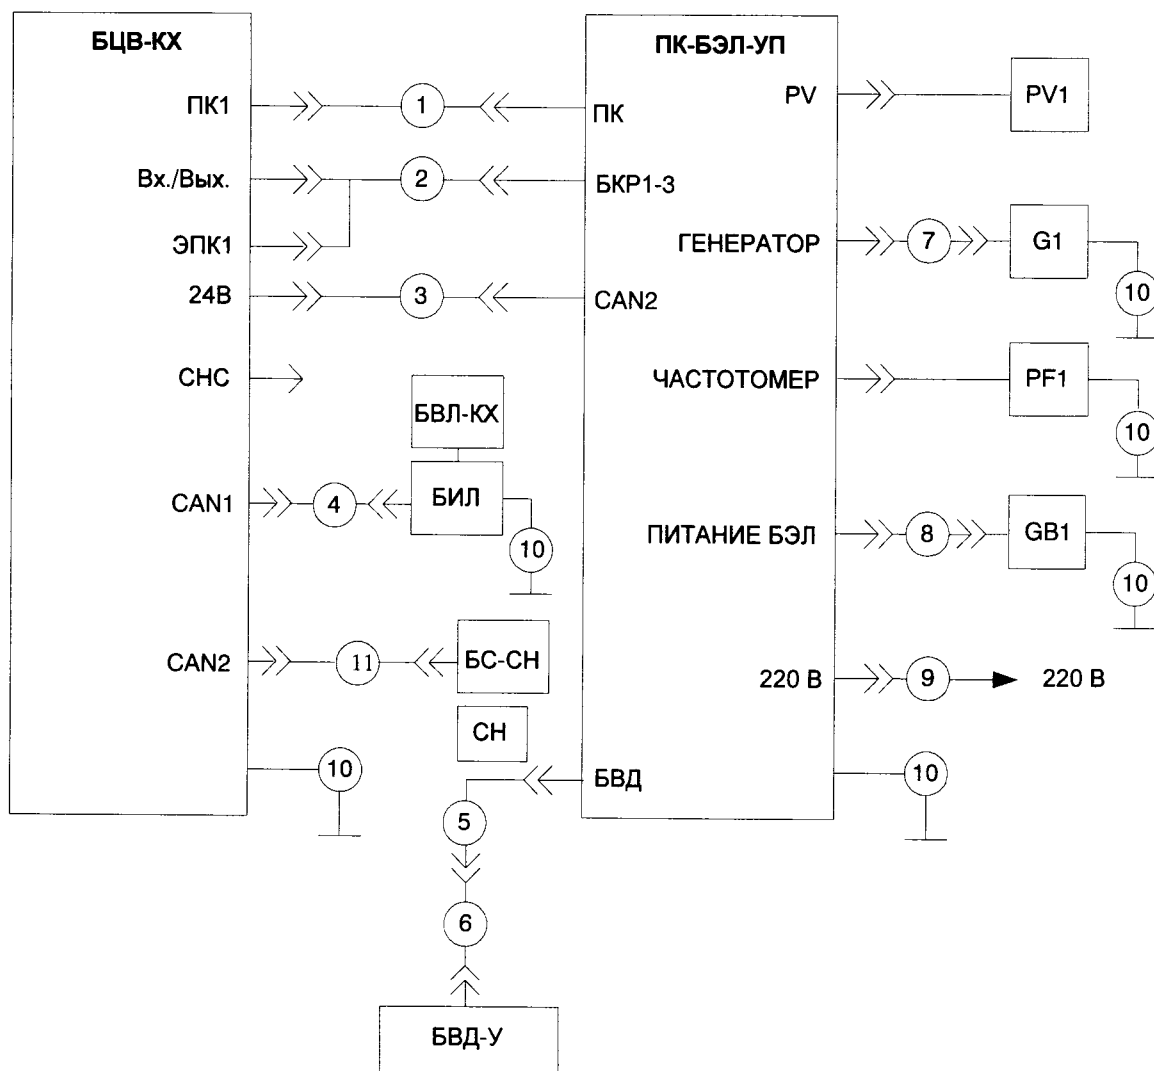 БЦВ-КХ
ПК-БЭЛ-УП
ПК1
1
ПК
PV
PV1
Вх./Вых.
2
БКР1-3
ЭПК1
ГЕНЕРАТОР
7
G1
10
24В
3
CAN2
СНС
ЧАСТОТОМЕР
PF1
10
БВЛ-КХ
CAN1
4
БИЛ
10
ПИТАНИЕ БЭЛ
8
GB1
10
CAN2
11
БС-СН
220 В
9
220 В
СН
10
БВД
10
5
6
БВД-У